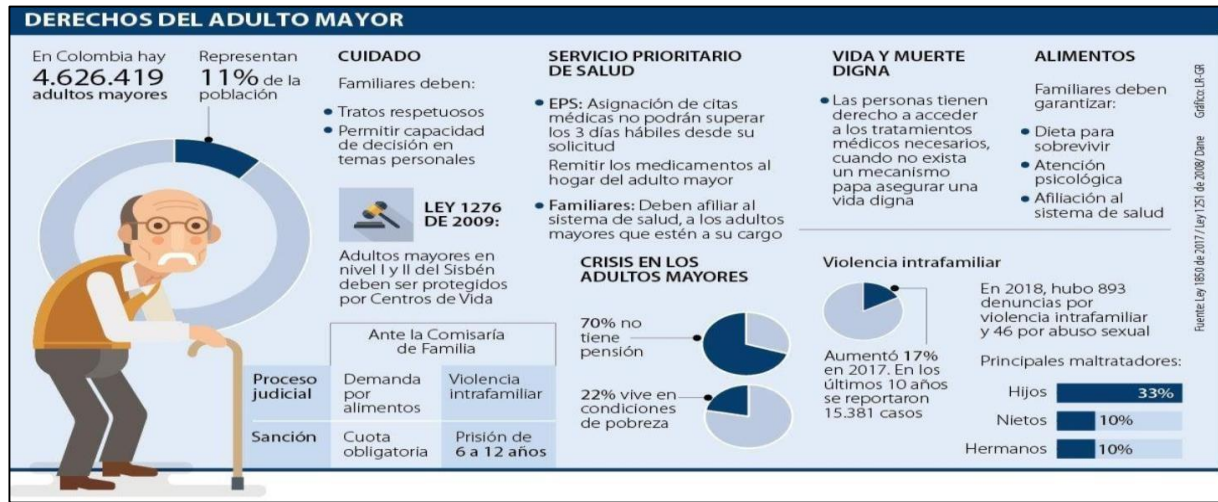 DERECHOS DEL ADULTO MAYOR
En Colombia hay
4.626.419
adultos mayores
Representan
11% de la
población
CUIDADO
Familiares deben:
• Tratos respetuosos
• Permitir capacidad
de decisión en
temas personales
LEY 1276
DE 2009:
Adultos mayores en
nivel I y II del Sisbén
deben ser protegidos
por Centros de Vida
SERVICIO PRIORITARIO
DE SALUD
• EPS: Asignación de citas
médicas no podrán superar
los 3 días hábiles desde su
solicitud
Remitir los medicamentos al
hogar del adulto mayor
• Familiares: Deben afiliar al
sistema de salud, a los adultos
mayores que estén a su cargo
VIDA Y MUERTE
DIGNA
• Las personas tienen
derecho a acceder
a los tratamientos
médicos necesarios,
cuando no exista
un mecanismo
papa asegurar una
vida digna
ALIMENTOS
Familiares deben
garantizar:
• Dieta para
sobrevivir
• Atención
psicológica
• Afiliación al
sistema de salud
Ante la Comisaría
de Familia
Proceso
judicial
Demanda
por
alimentos
Violencia
intrafamiliar
Sanción
Cuota
obligatoria
Prisión de
6 a 12 años
CRISIS EN LOS
ADULTOS MAYORES
70% no
tiene
pensión
22% vive en
condiciones
de pobreza
Violencia intrafamiliar
Aumentó 17%
en 2017. En los
últimos 10 años
se reportaron
15.381 casos
En 2018, hubo 893
denuncias por
violencia intrafamiliar
y 46 por abuso sexual
Principales maltratadores:
Hijos 33%
Nietos 10%
Hermanos 10%
Fuente: Ley 1850 de 2017 / Ley 1251 de 2008/ Dane Gráfico: LR-GR